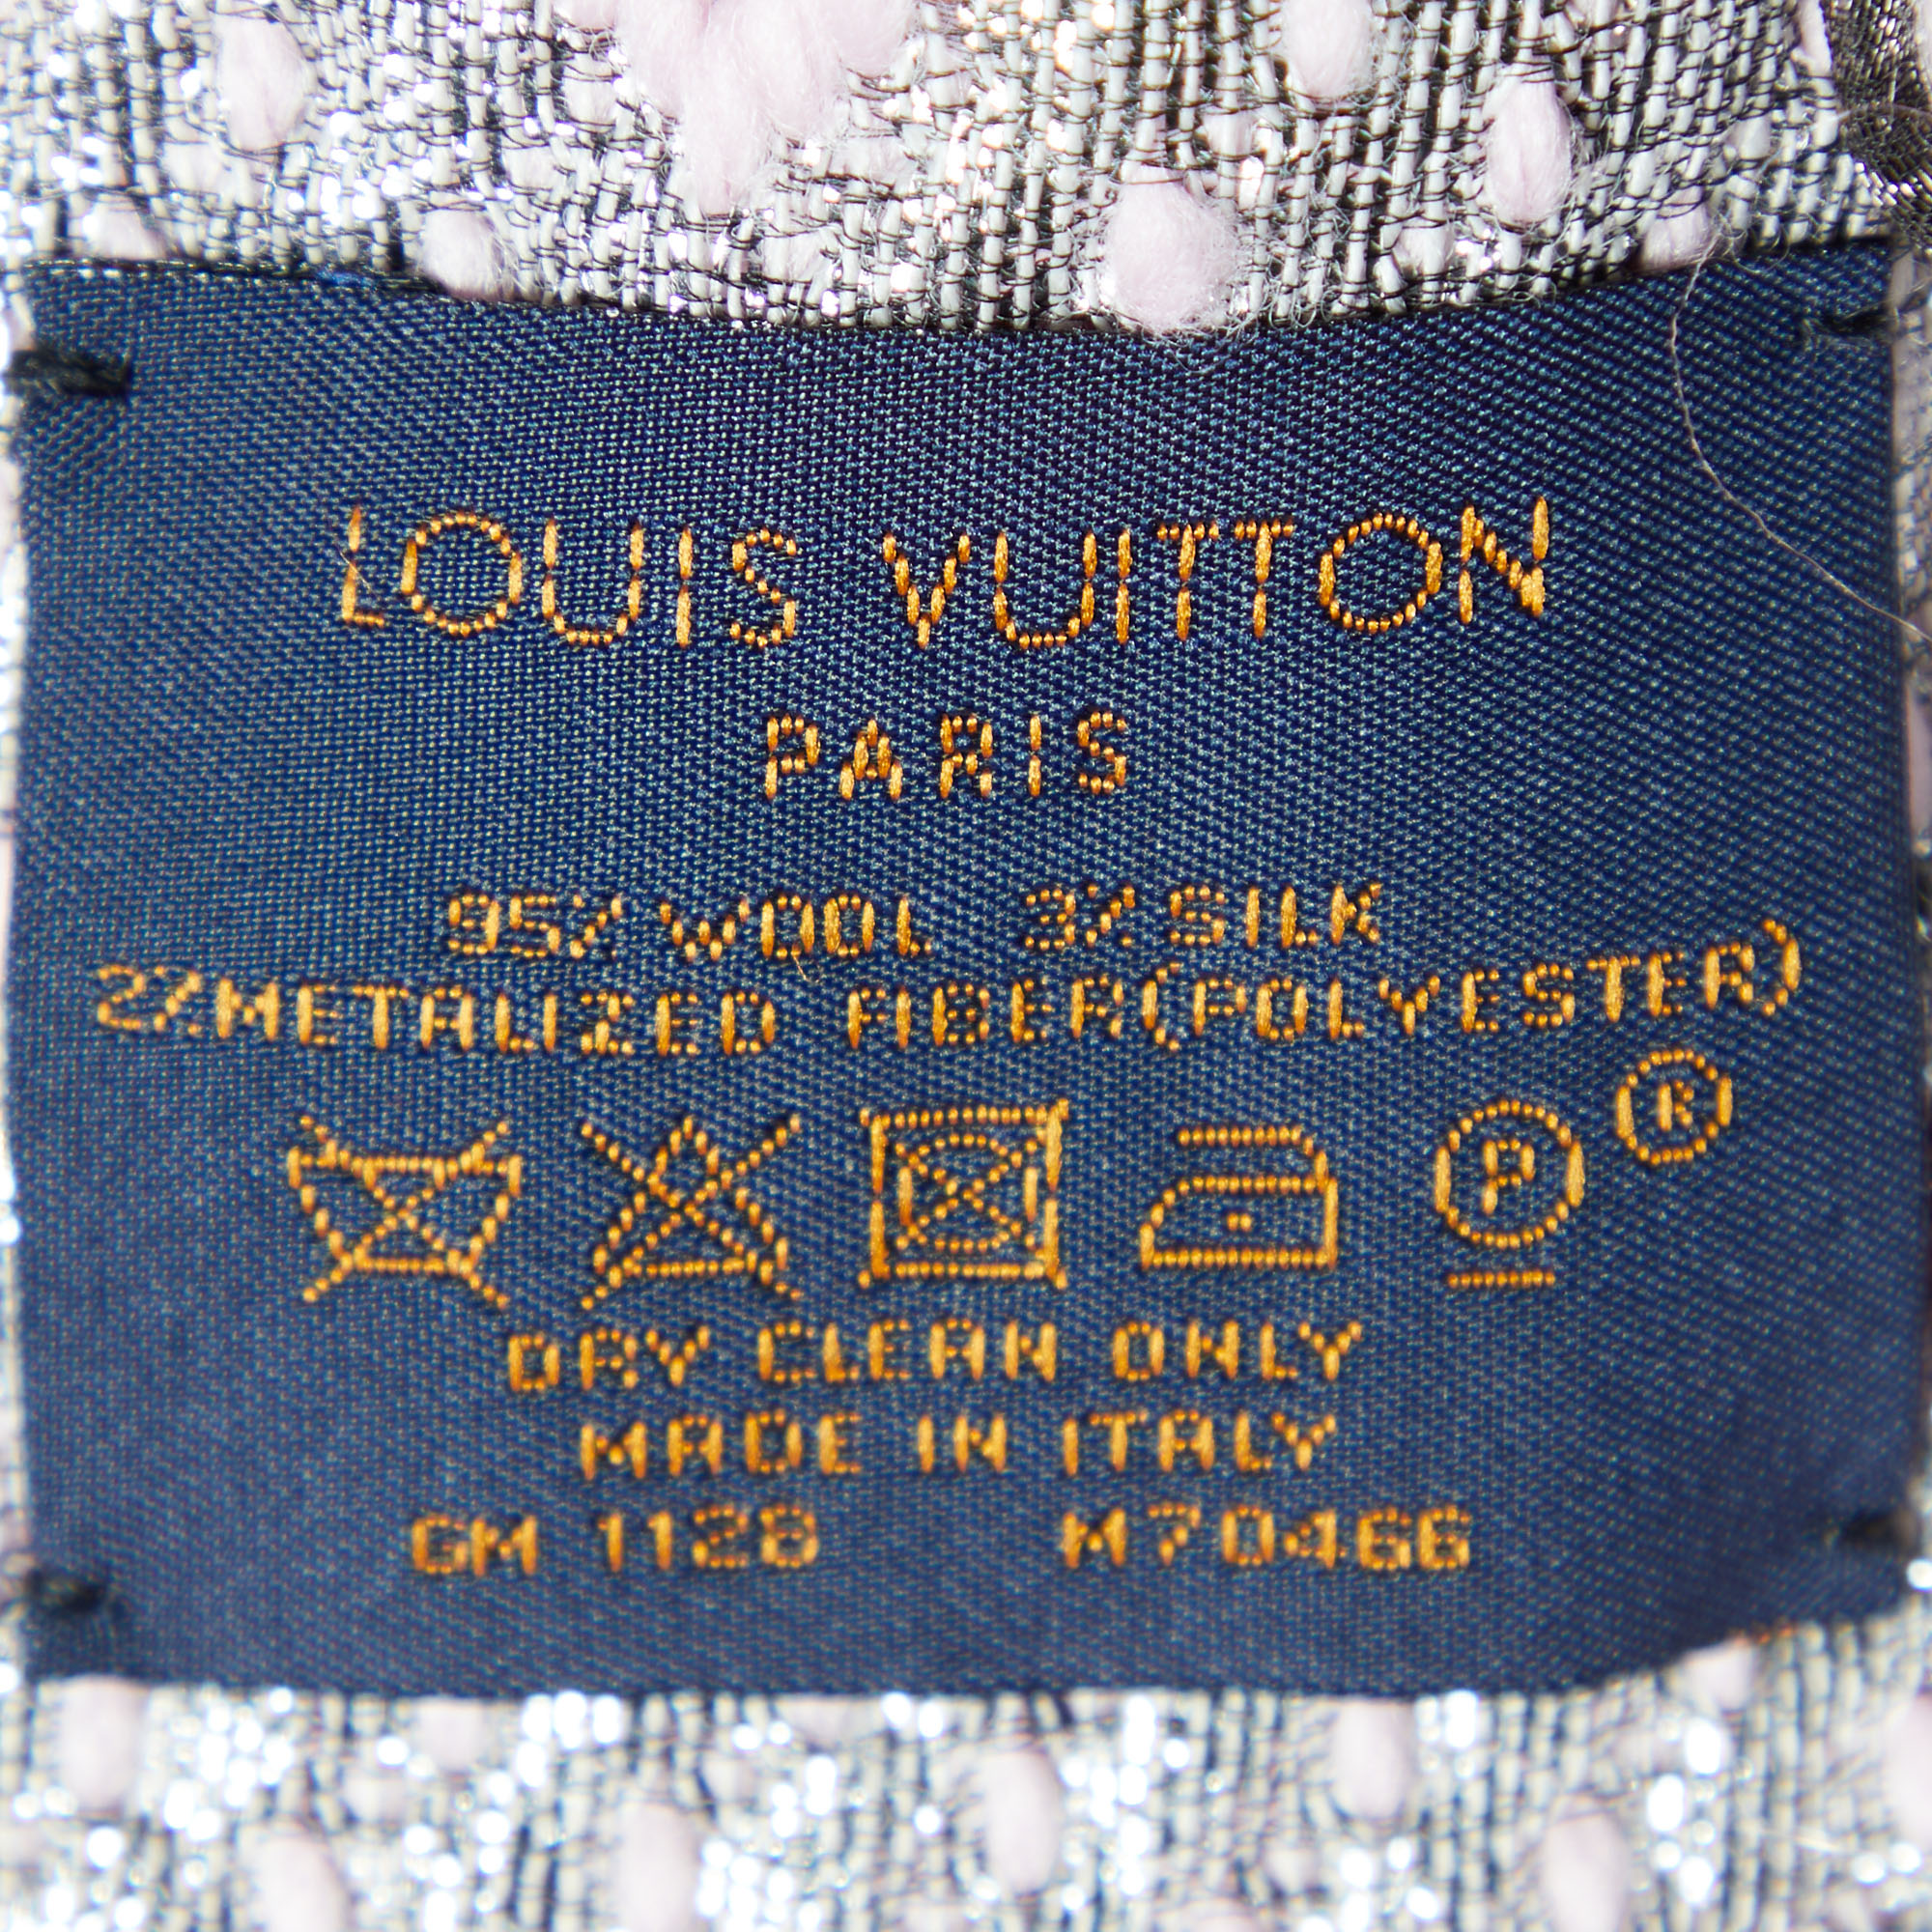 LOUIS VUITTON
PARIS
95% WOOL 3% SILK
2% METALIZED FIBER(POLYESTER)
P ®
DRY CLEAN ONLY
MADE IN ITALY
GM 1128 M70466